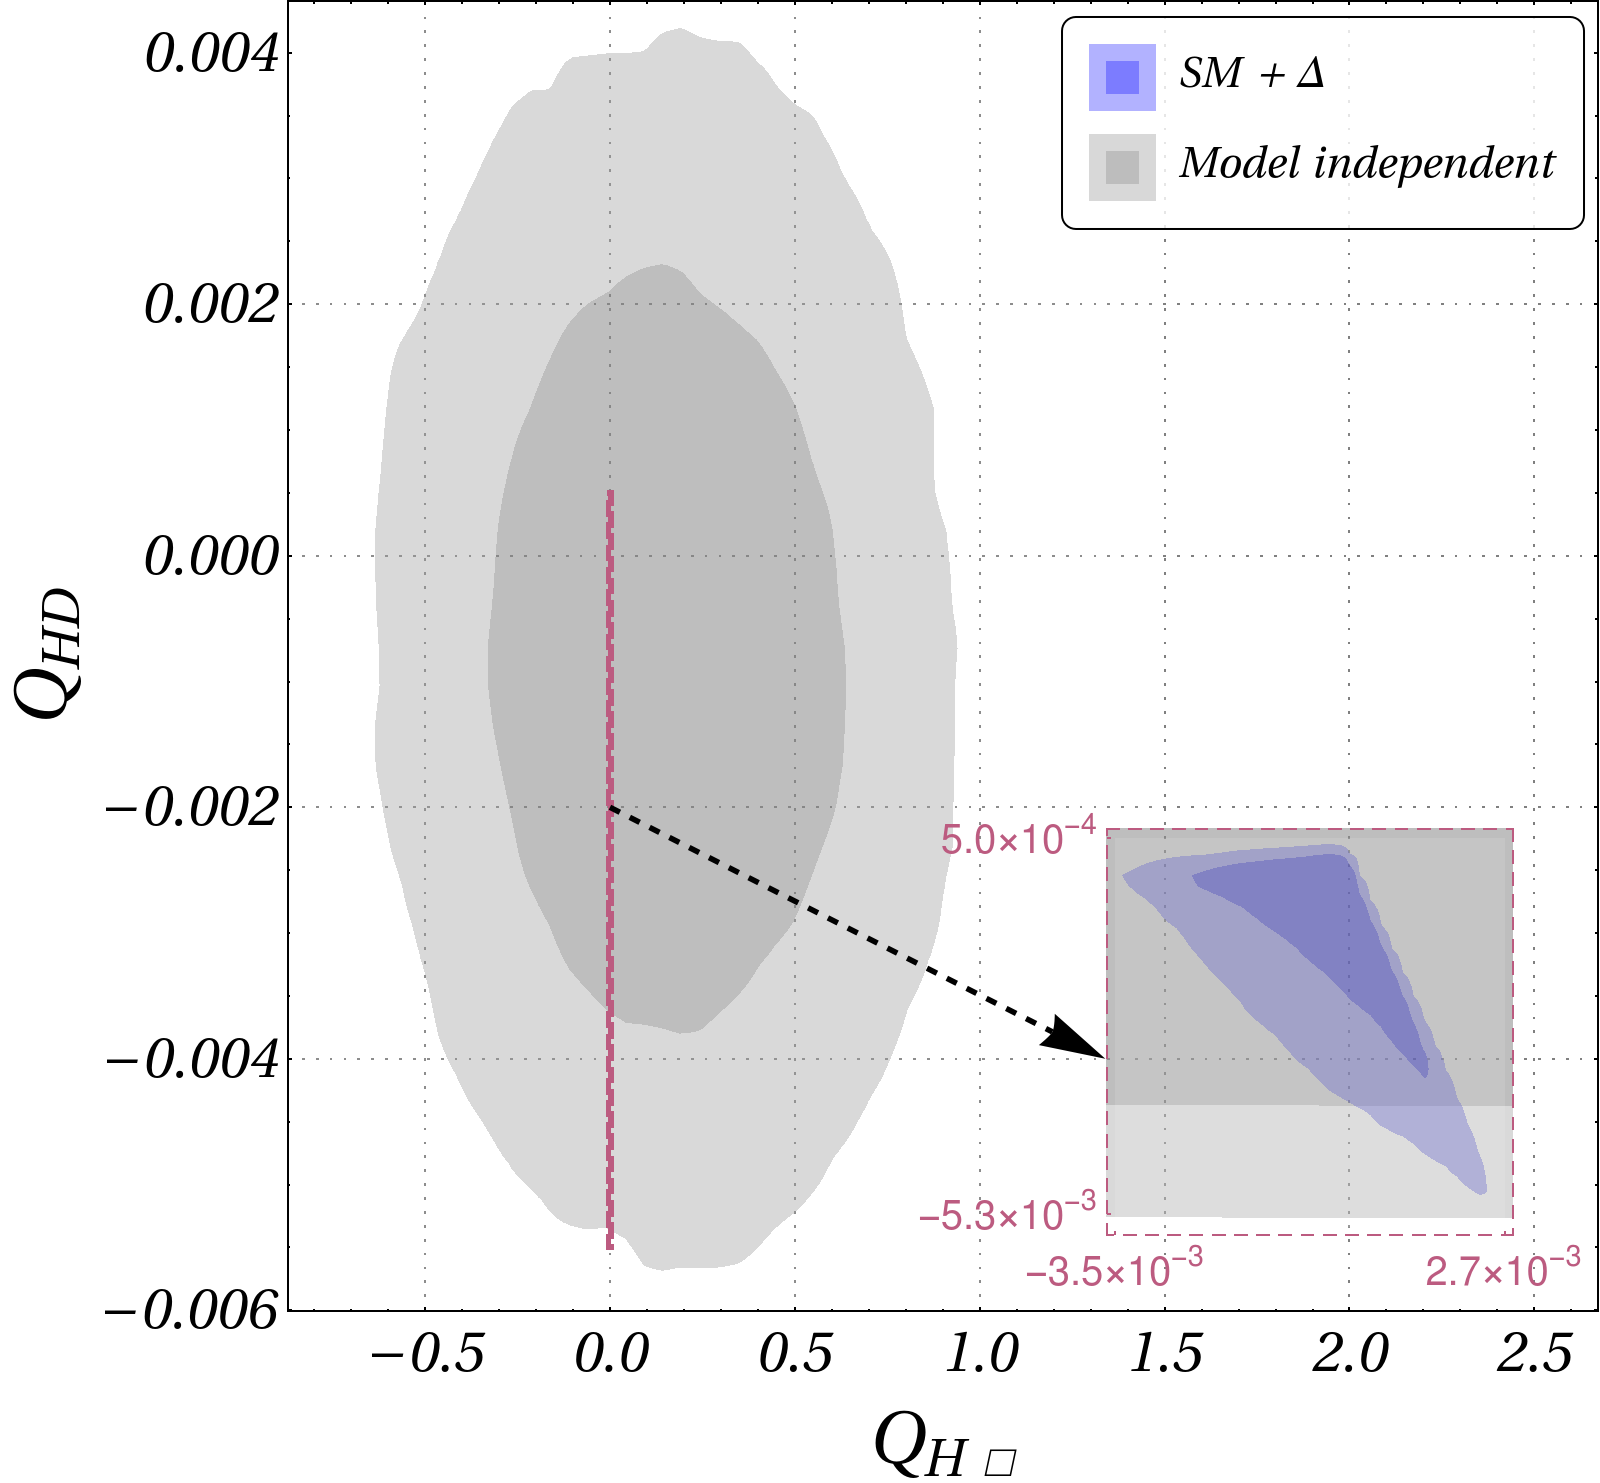 0.004
0.002
0.000
−0.002
−0.004
−0.006
Q_HD
SM + Δ
Model independent
5.0×10⁻⁴
−5.3×10⁻³
−3.5×10⁻³ 2.7×10⁻³
−0.5 0.0 0.5 1.0 1.5 2.0 2.5
Q_H □